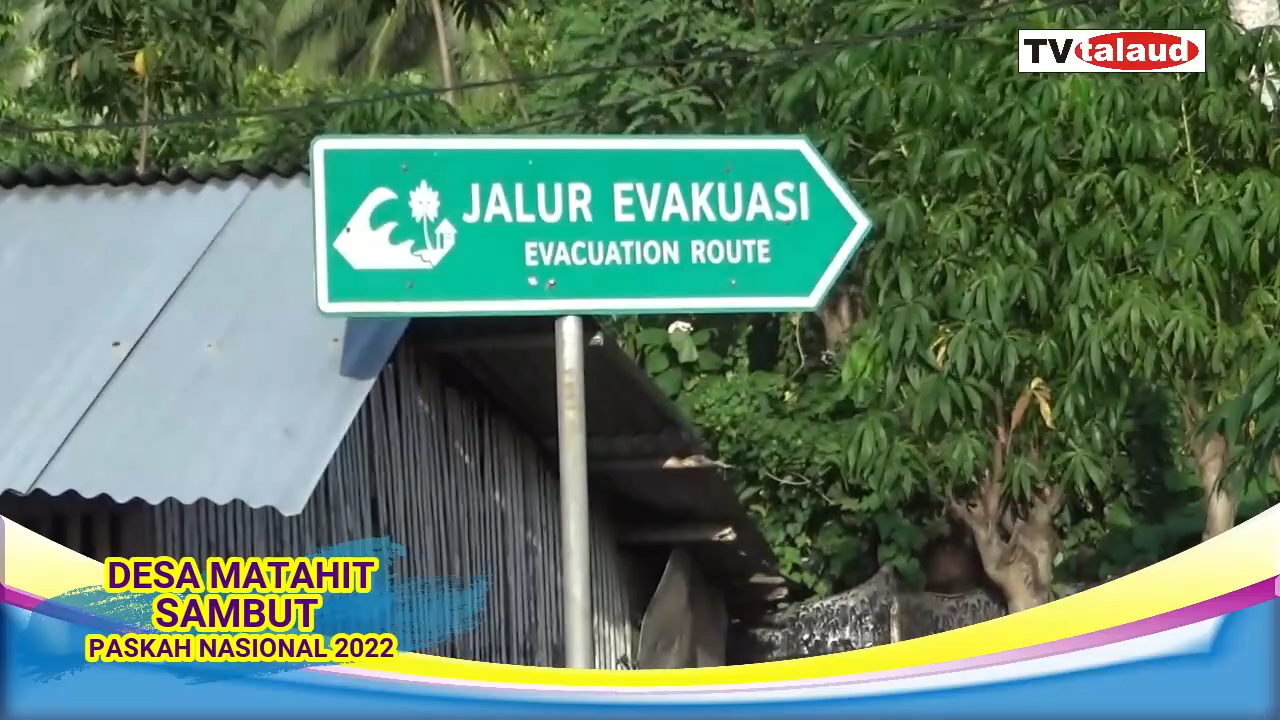 TVtalaud
JALUR EVAKUASI
EVACUATION ROUTE
DESA MATAHIT
SAMBUT
PASKAH NASIONAL 2022